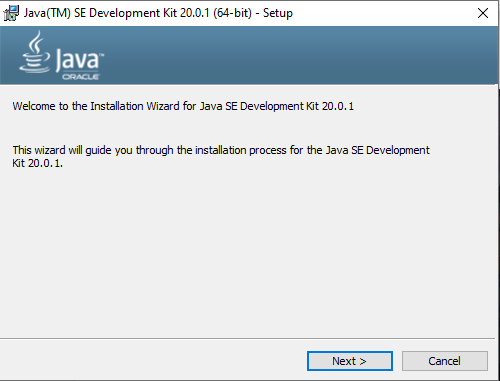 Java(TM) SE Development Kit 20.0.1 (64-bit) - Setup
Java™
ORACLE
Welcome to the Installation Wizard for Java SE Development Kit 20.0.1
This wizard will guide you through the installation process for the Java SE Development
Kit 20.0.1.
Next >
Cancel